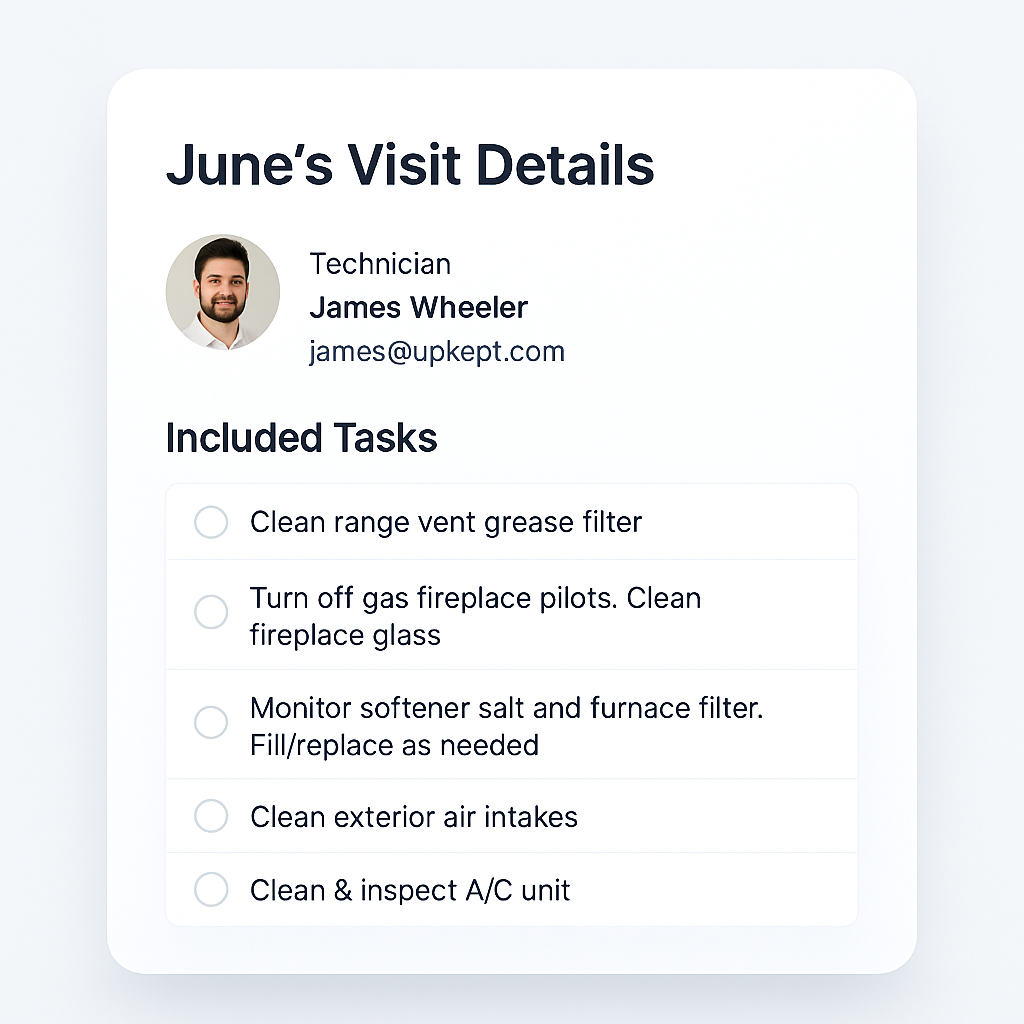 June’s Visit Details
Technician
James Wheeler
james@upkept.com
Included Tasks
Clean range vent grease filter
Turn off gas fireplace pilots. Clean
fireplace glass
Monitor softener salt and furnace filter.
Fill/replace as needed
Clean exterior air intakes
Clean & inspect A/C unit